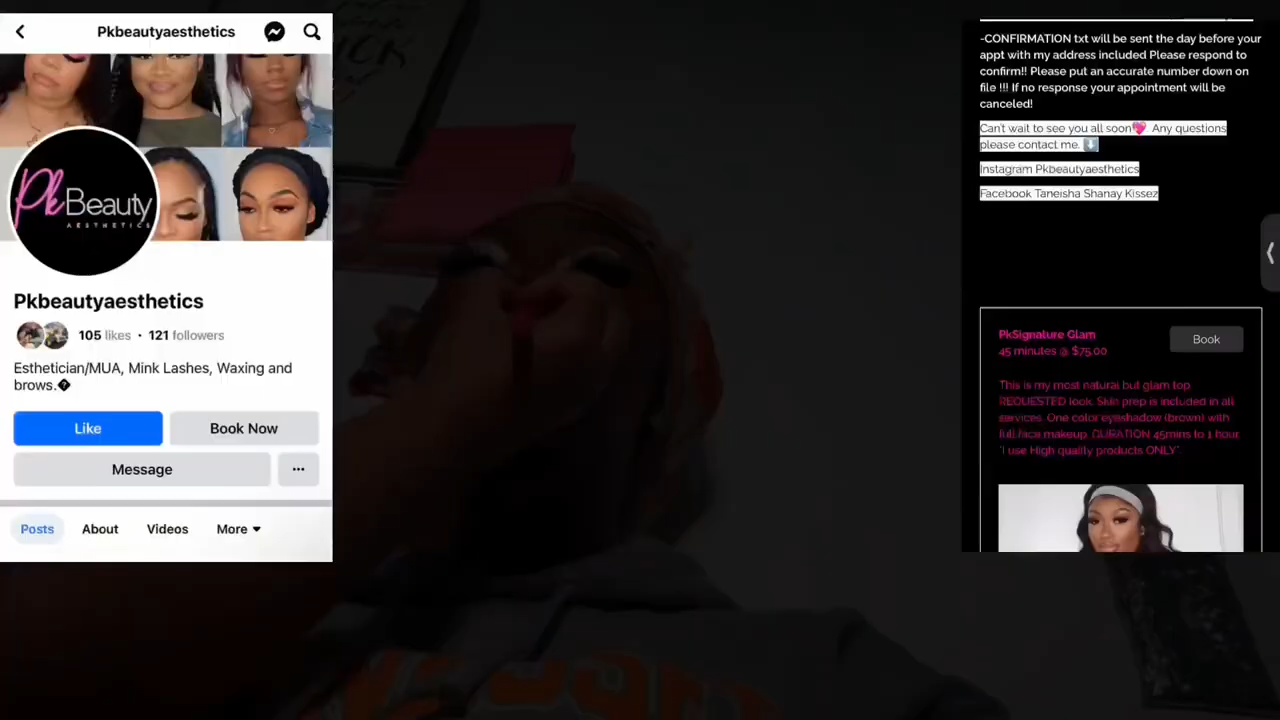 Pkbeautyaesthetics
Pk Beauty
AESTHETICS
Pkbeautyaesthetics
105 likes • 121 followers
Esthetician/MUA, Mink Lashes, Waxing and
brows.�
Like
Book Now
Message
Posts About Videos More
-CONFIRMATION txt will be sent the day before your
appt with my address included Please respond to
confirm!! Please put an accurate number down on
file !!! If no response your appointment will be
canceled!
Can't wait to see you all soon💖 Any questions
please contact me. ⬇️
Instagram Pkbeautyaesthetics
Facebook Taneisha Shanay Kissez
PkSignature Glam
45 minutes @ $75.00
Book
This is my most natural but glam top
REQUESTED look. Skin prep is included in all
services. One color eyeshadow (brown) with
full face makeup. DURATION 45mins to 1 hour
*I use High quality products ONLY*.